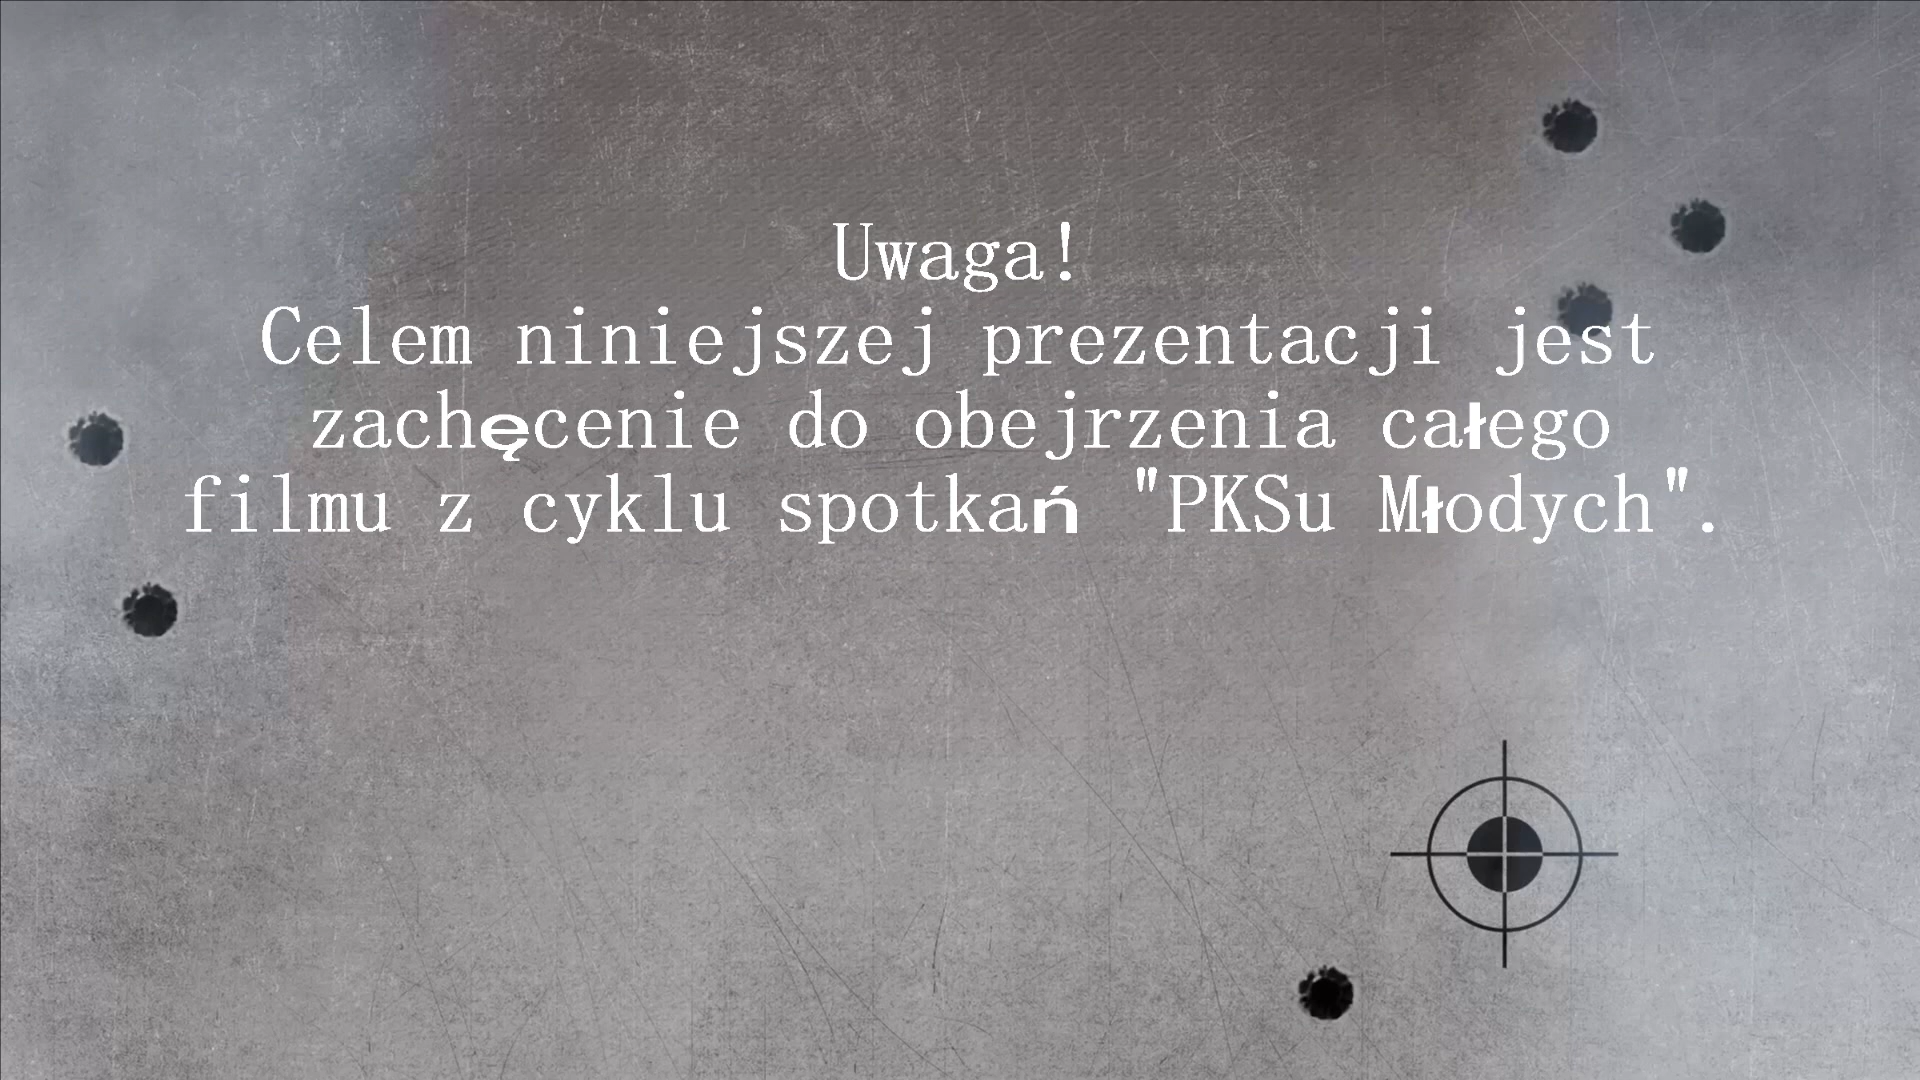 Uwaga!
Celem niniejszej prezentacji jest
zachęcenie do obejrzenia całego
filmu z cyklu spotkań "PKSu Młodych".